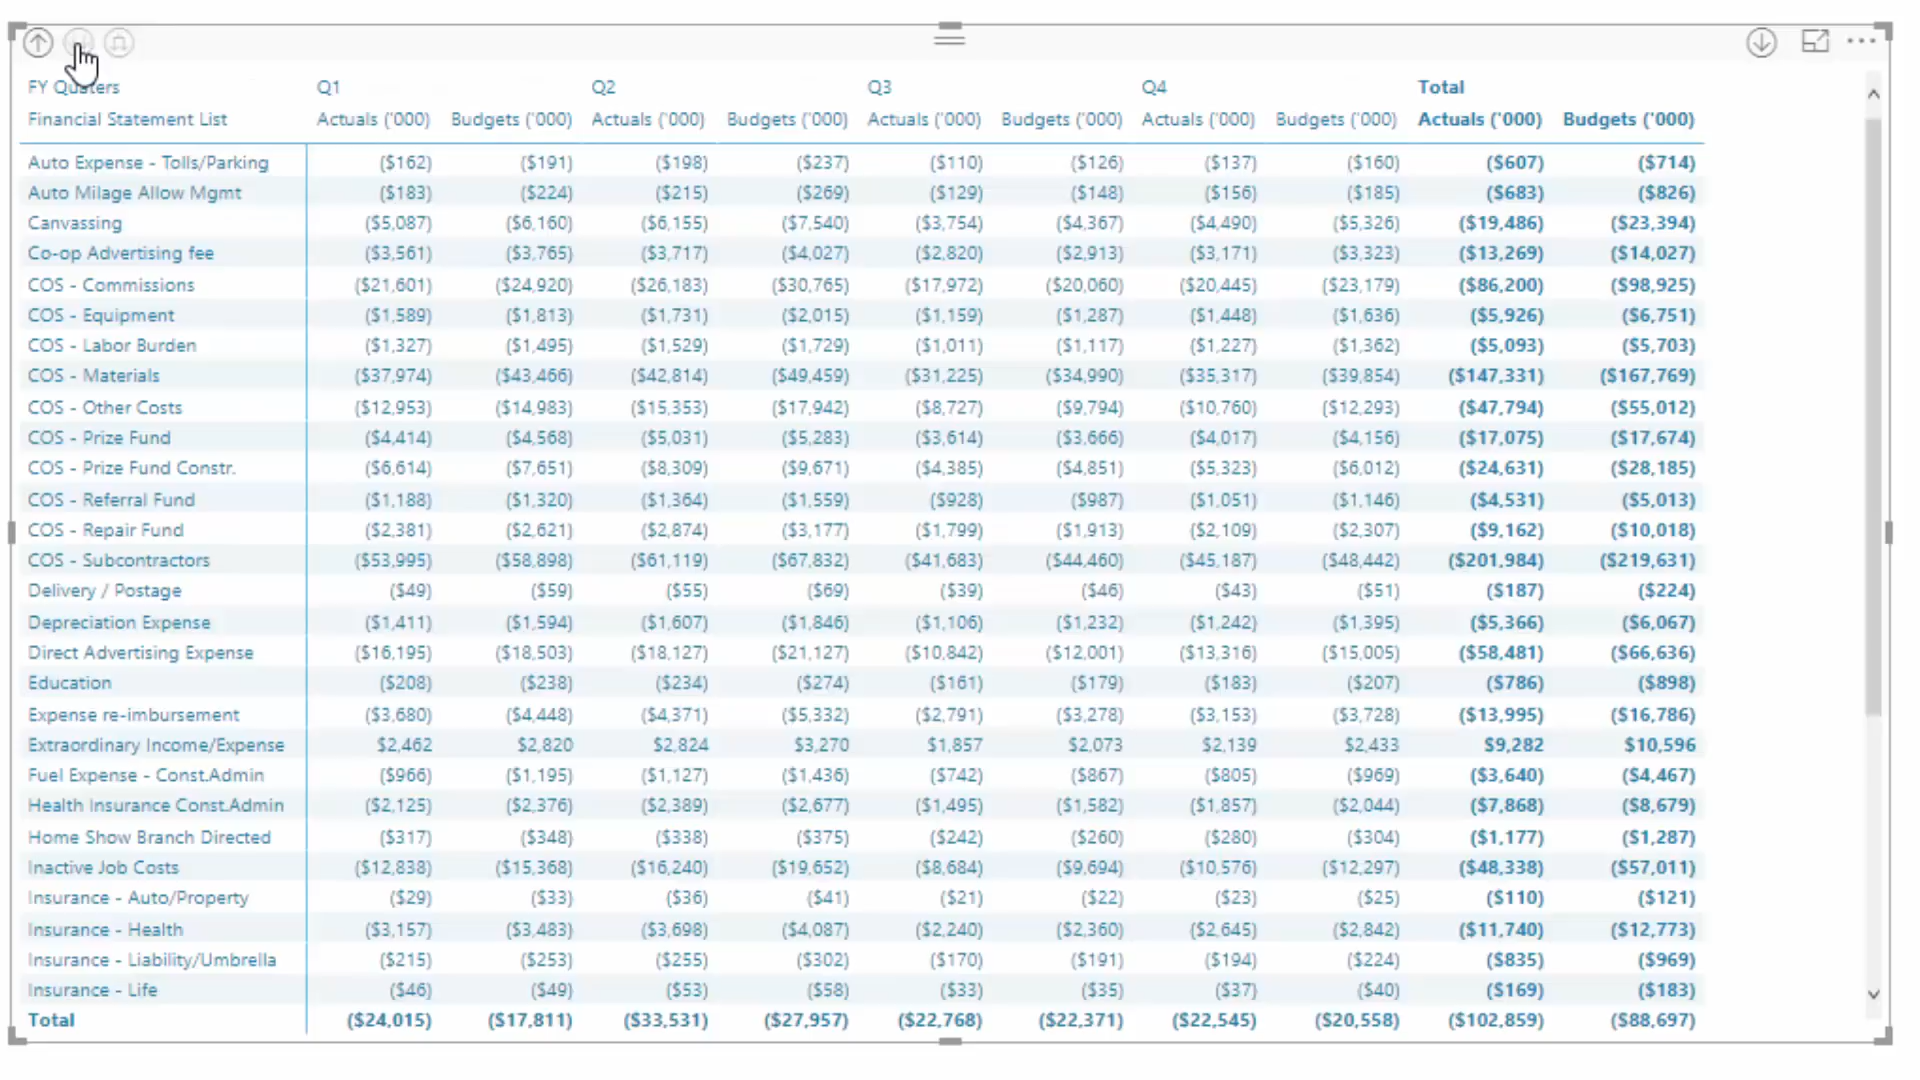 FY Quaters Q1 Q2 Q3 Q4 Total
Financial Statement List Actuals ('000) Budgets ('000) Actuals ('000) Budgets ('000) Actuals ('000) Budgets ('000) Actuals ('000) Budgets ('000) Actuals ('000) Budgets ('000)
Auto Expense - Tolls/Parking ($162) ($191) ($198) ($237) ($110) ($126) ($137) ($160) ($607) ($714)
Auto Milage Allow Mgmt ($183) ($224) ($215) ($269) ($129) ($148) ($156) ($185) ($683) ($826)
Canvassing ($5,087) ($6,160) ($6,155) ($7,540) ($3,754) ($4,367) ($4,490) ($5,326) ($19,486) ($23,394)
Co-op Advertising fee ($3,561) ($3,765) ($3,717) ($4,027) ($2,820) ($2,913) ($3,171) ($3,323) ($13,269) ($14,027)
COS - Commissions ($21,601) ($24,920) ($26,183) ($30,765) ($17,972) ($20,060) ($20,445) ($23,179) ($86,200) ($98,925)
COS - Equipment ($1,589) ($1,813) ($1,731) ($2,015) ($1,159) ($1,287) ($1,448) ($1,636) ($5,926) ($6,751)
COS - Labor Burden ($1,327) ($1,495) ($1,529) ($1,729) ($1,011) ($1,117) ($1,227) ($1,362) ($5,093) ($5,703)
COS - Materials ($37,974) ($43,466) ($42,814) ($49,459) ($31,225) ($34,990) ($35,317) ($39,854) ($147,331) ($167,769)
COS - Other Costs ($12,953) ($14,983) ($15,353) ($17,942) ($8,727) ($9,794) ($10,760) ($12,293) ($47,794) ($55,012)
COS - Prize Fund ($4,414) ($4,568) ($5,031) ($5,283) ($3,614) ($3,666) ($4,017) ($4,156) ($17,075) ($17,674)
COS - Prize Fund Constr. ($6,614) ($7,651) ($8,309) ($9,671) ($4,385) ($4,851) ($5,323) ($6,012) ($24,631) ($28,185)
COS - Referral Fund ($1,188) ($1,320) ($1,364) ($1,559) ($928) ($987) ($1,051) ($1,146) ($4,531) ($5,013)
COS - Repair Fund ($2,381) ($2,621) ($2,874) ($3,177) ($1,799) ($1,913) ($2,109) ($2,307) ($9,162) ($10,018)
COS - Subcontractors ($53,995) ($58,898) ($61,119) ($67,832) ($41,683) ($44,460) ($45,187) ($48,442) ($201,984) ($219,631)
Delivery / Postage ($49) ($59) ($55) ($69) ($39) ($46) ($43) ($51) ($187) ($224)
Depreciation Expense ($1,411) ($1,594) ($1,607) ($1,846) ($1,106) ($1,232) ($1,242) ($1,395) ($5,366) ($6,067)
Direct Advertising Expense ($16,195) ($18,503) ($18,127) ($21,127) ($10,842) ($12,001) ($13,316) ($15,005) ($58,481) ($66,636)
Education ($208) ($238) ($234) ($274) ($161) ($179) ($183) ($207) ($786) ($898)
Expense re-imbursement ($3,680) ($4,448) ($4,371) ($5,332) ($2,791) ($3,278) ($3,153) ($3,728) ($13,995) ($16,786)
Extraordinary Income/Expense $2,462 $2,820 $2,824 $3,270 $1,857 $2,073 $2,139 $2,433 $9,282 $10,596
Fuel Expense - Const.Admin ($966) ($1,195) ($1,127) ($1,436) ($742) ($867) ($805) ($969) ($3,640) ($4,467)
Health Insurance Const.Admin ($2,125) ($2,376) ($2,389) ($2,677) ($1,495) ($1,582) ($1,857) ($2,044) ($7,868) ($8,679)
Home Show Branch Directed ($317) ($348) ($338) ($375) ($242) ($260) ($280) ($304) ($1,177) ($1,287)
Inactive Job Costs ($12,838) ($15,368) ($16,240) ($19,652) ($8,684) ($9,694) ($10,576) ($12,297) ($48,338) ($57,011)
Insurance - Auto/Property ($29) ($33) ($36) ($41) ($21) ($22) ($23) ($25) ($110) ($121)
Insurance - Health ($3,157) ($3,483) ($3,698) ($4,087) ($2,240) ($2,360) ($2,645) ($2,842) ($11,740) ($12,773)
Insurance - Liability/Umbrella ($215) ($253) ($255) ($302) ($170) ($191) ($194) ($224) ($835) ($969)
Insurance - Life ($46) ($49) ($53) ($58) ($33) ($35) ($37) ($40) ($169) ($183)
Total ($24,015) ($17,811) ($33,531) ($27,957) ($22,768) ($22,371) ($22,545) ($20,558) ($102,859) ($88,697)